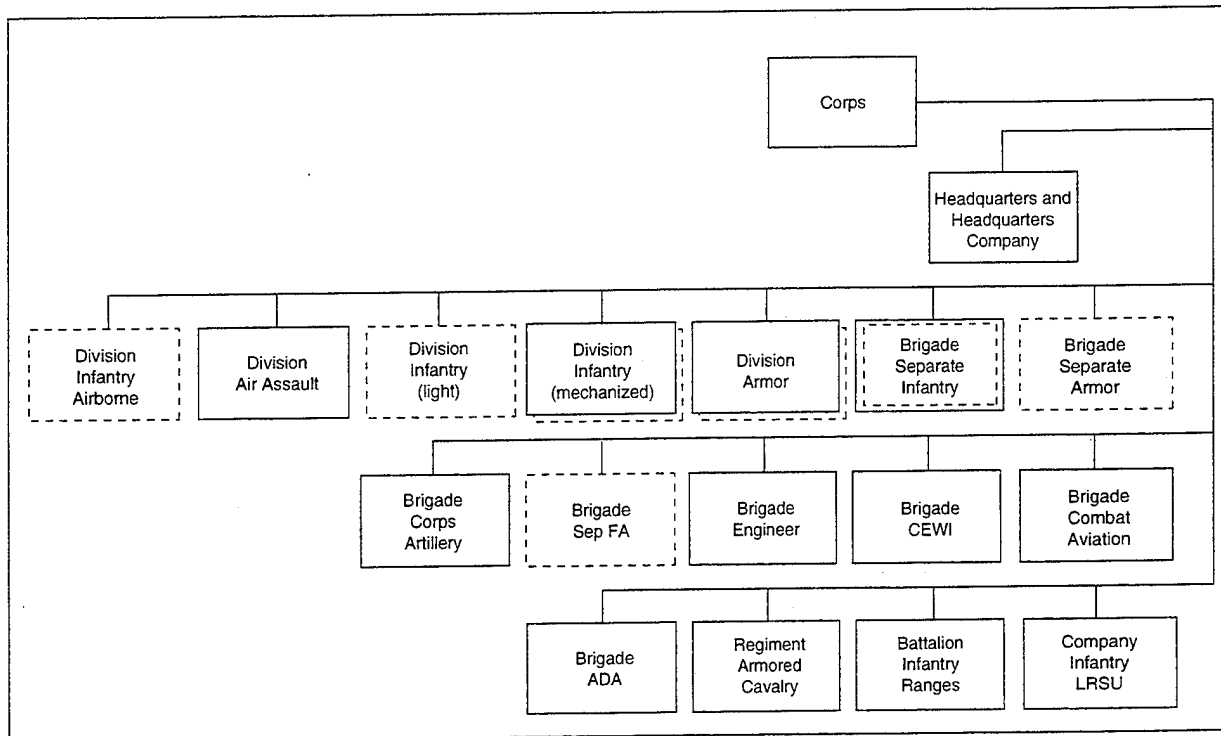 Corps
Headquarters and
Headquarters
Company
Division
Infantry
Airborne
Division
Air Assault
Division
Infantry
(light)
Division
Infantry
(mechanized)
Division
Armor
Brigade
Separate
Infantry
Brigade
Separate
Armor
Brigade
Corps
Artillery
Brigade
Sep FA
Brigade
Engineer
Brigade
CEWI
Brigade
Combat
Aviation
Brigade
ADA
Regiment
Armored
Cavalry
Battalion
Infantry
Ranges
Company
Infantry
LRSU